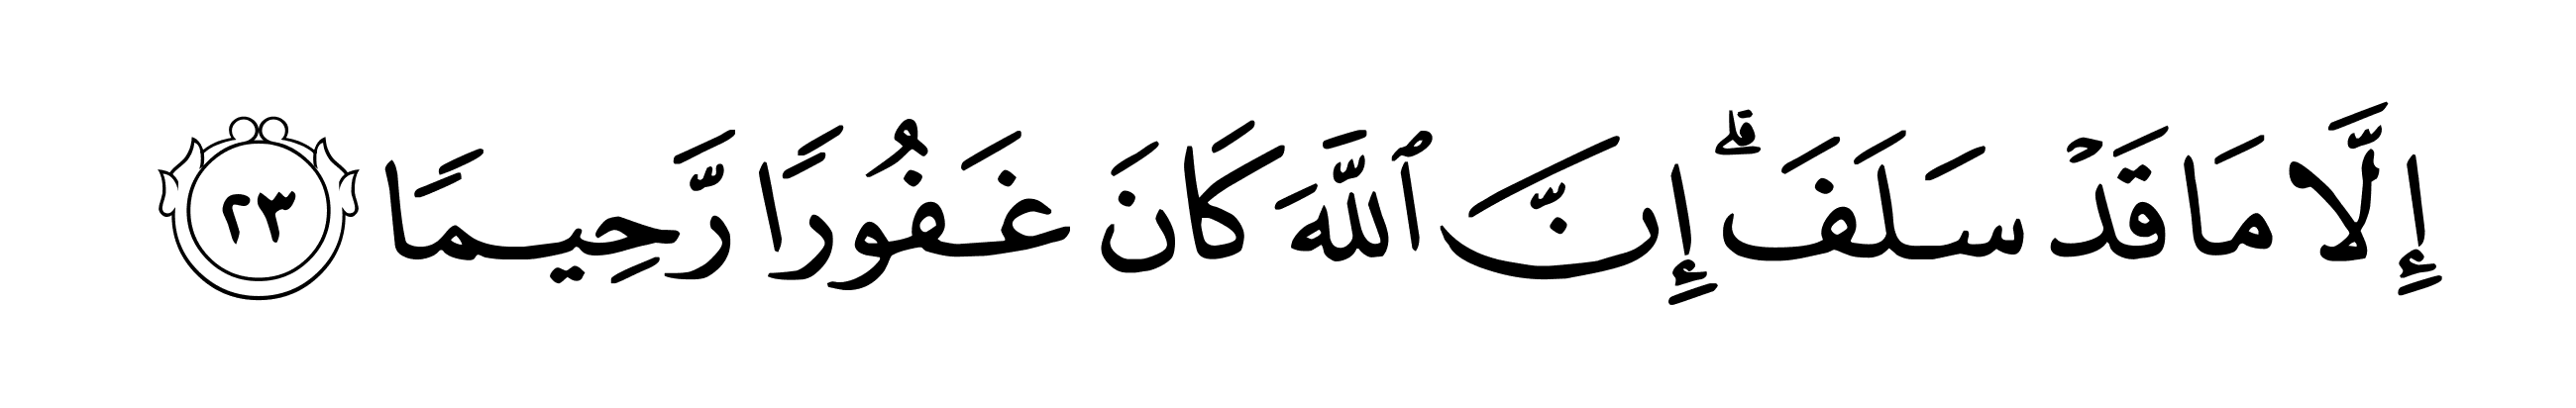 إِلَّا مَا قَدۡ سَلَفَۗ إِنَّ ٱللَّهَ كَانَ غَفُورًا رَّحِيمًا ٢٣